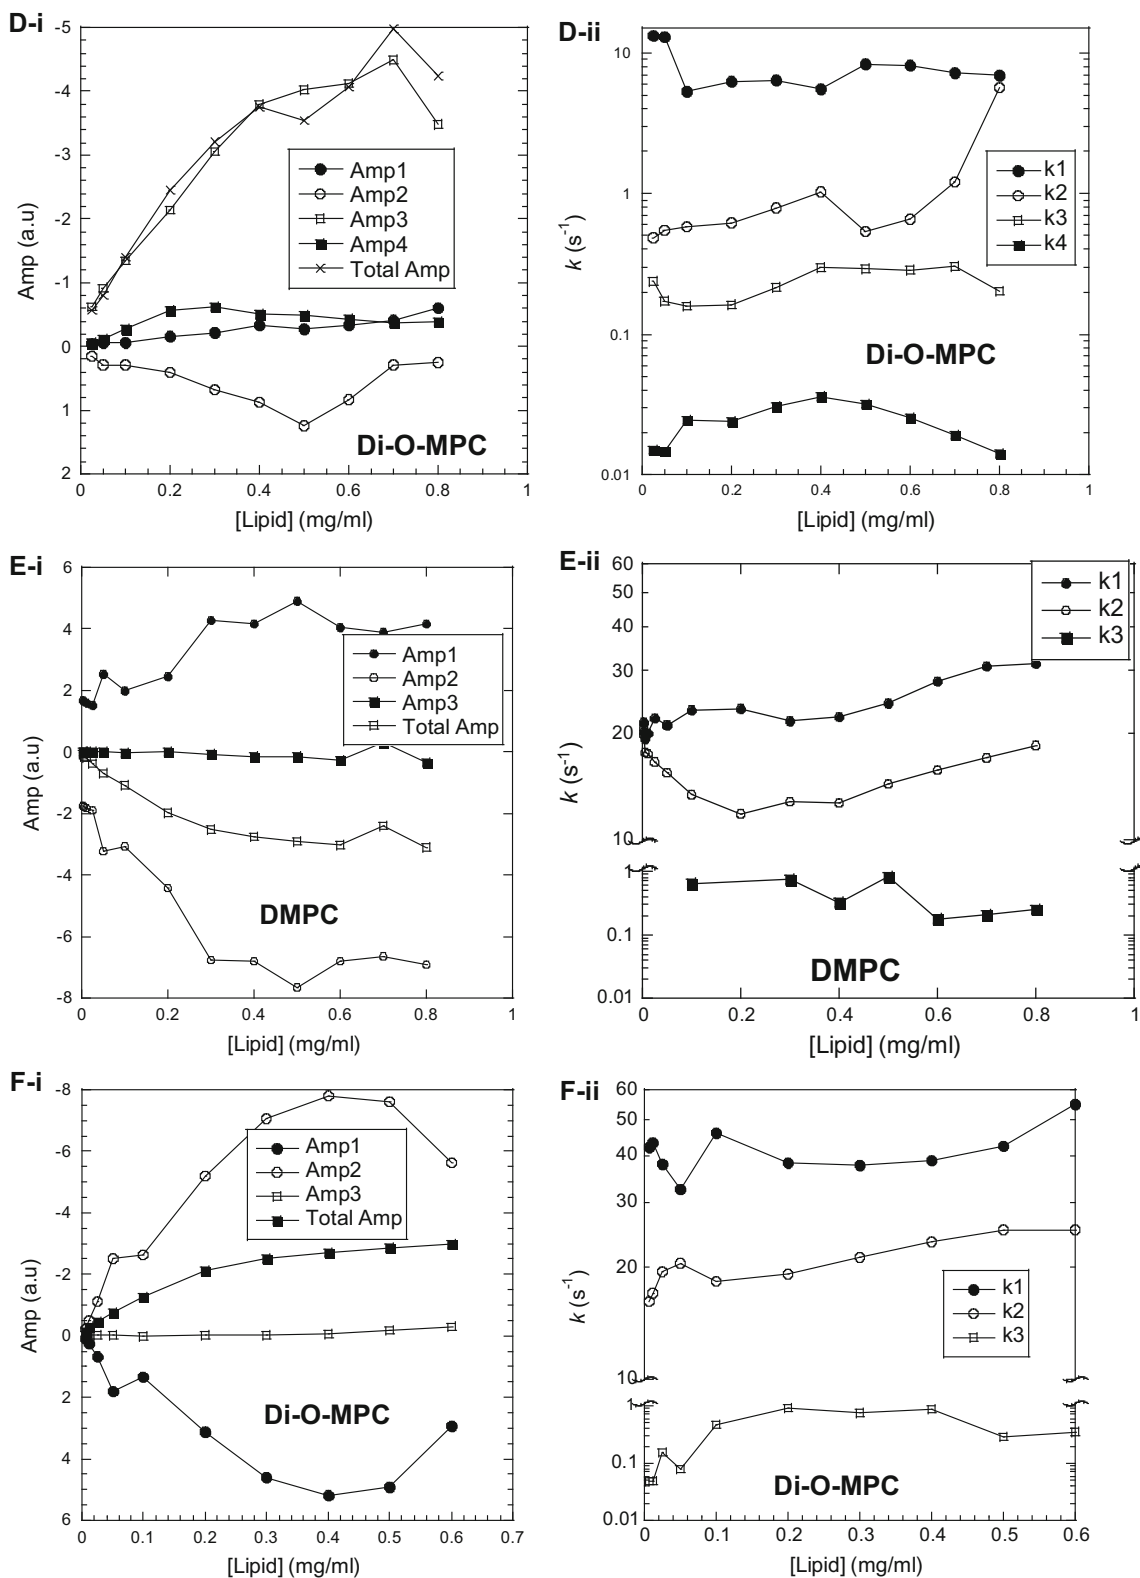 D-i
-5
-4
-3
-2
-1
0
1
2
Amp (a.u)
Amp1
Amp2
Amp3
Amp4
Total Amp
Di-O-MPC
0 0.2 0.4 0.6 0.8 1
[Lipid] (mg/ml)
D-ii
10
1
0.1
0.01
k (s⁻¹)
k1
k2
k3
k4
Di-O-MPC
0 0.2 0.4 0.6 0.8 1
[Lipid] (mg/ml)
E-i
6
4
2
0
-2
-4
-6
-8
Amp (a.u)
Amp1
Amp2
Amp3
Total Amp
DMPC
0 0.2 0.4 0.6 0.8 1
[Lipid] (mg/ml)
E-ii
60
50
40
30
20
10
1
0.1
0.01
k (s⁻¹)
k1
k2
k3
DMPC
0 0.2 0.4 0.6 0.8 1
[Lipid] (mg/ml)
F-i
-8
-6
-4
-2
0
2
4
6
Amp (a.u)
Amp1
Amp2
Amp3
Total Amp
Di-O-MPC
0 0.1 0.2 0.3 0.4 0.5 0.6 0.7
[Lipid] (mg/ml)
F-ii
60
50
40
30
20
10
1
0.1
0.01
k (s⁻¹)
k1
k2
k3
Di-O-MPC
0 0.1 0.2 0.3 0.4 0.5 0.6
[Lipid] (mg/ml)